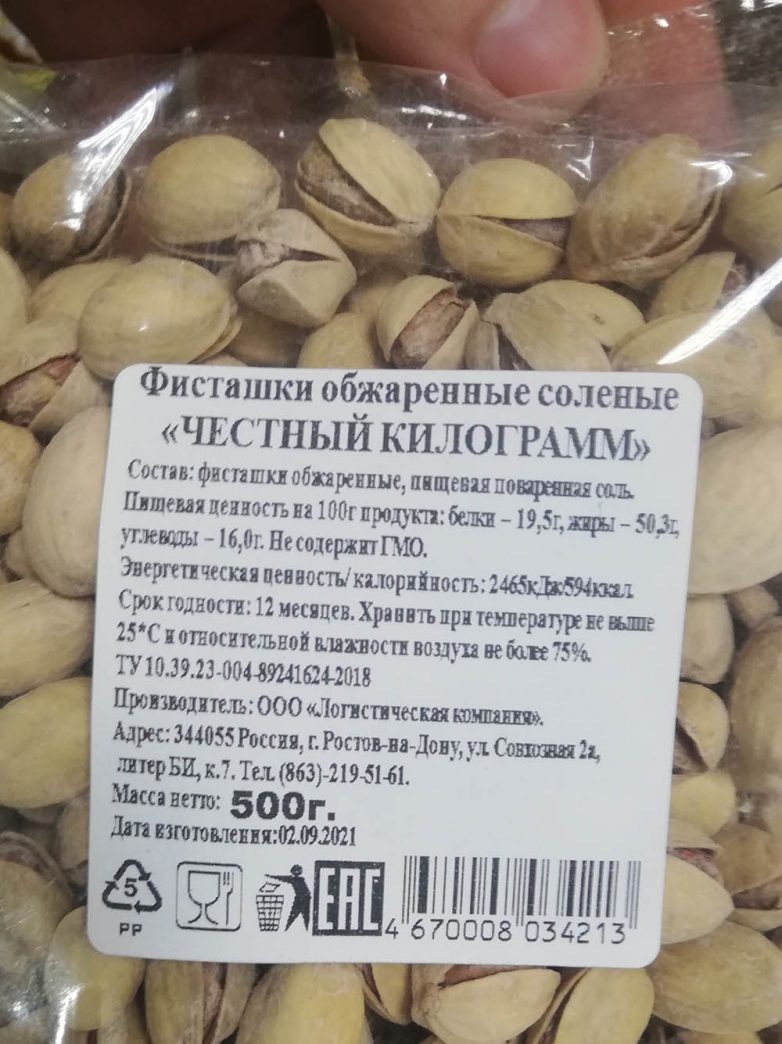 Фисташки обжаренные соленые
«ЧЕСТНЫЙ КИЛОГРАММ»
Состав: фисташки обжаренные, пищевая поваренная соль.
Пищевая ценность на 100г продукта: белки – 19,5г, жиры – 50,3г,
углеводы – 16,0г. Не содержит ГМО.
Энергетическая ценность/ калорийность: 2465кДж/594ккал.
Срок годности: 12 месяцев. Хранить при температуре не выше
25*С и относительной влажности воздуха не более 75%.
ТУ 10.39.23-004-89241624-2018
Производитель: ООО «Логистическая компания».
Адрес: 344055 Россия, г. Ростов-на-Дону, ул. Совхозная 2а,
литер БИ, к.7. Тел. (863)-219-51-61.
Масса нетто: 500г.
Дата изготовления:02.09.2021
5
PP
EAC
4 670008 034213